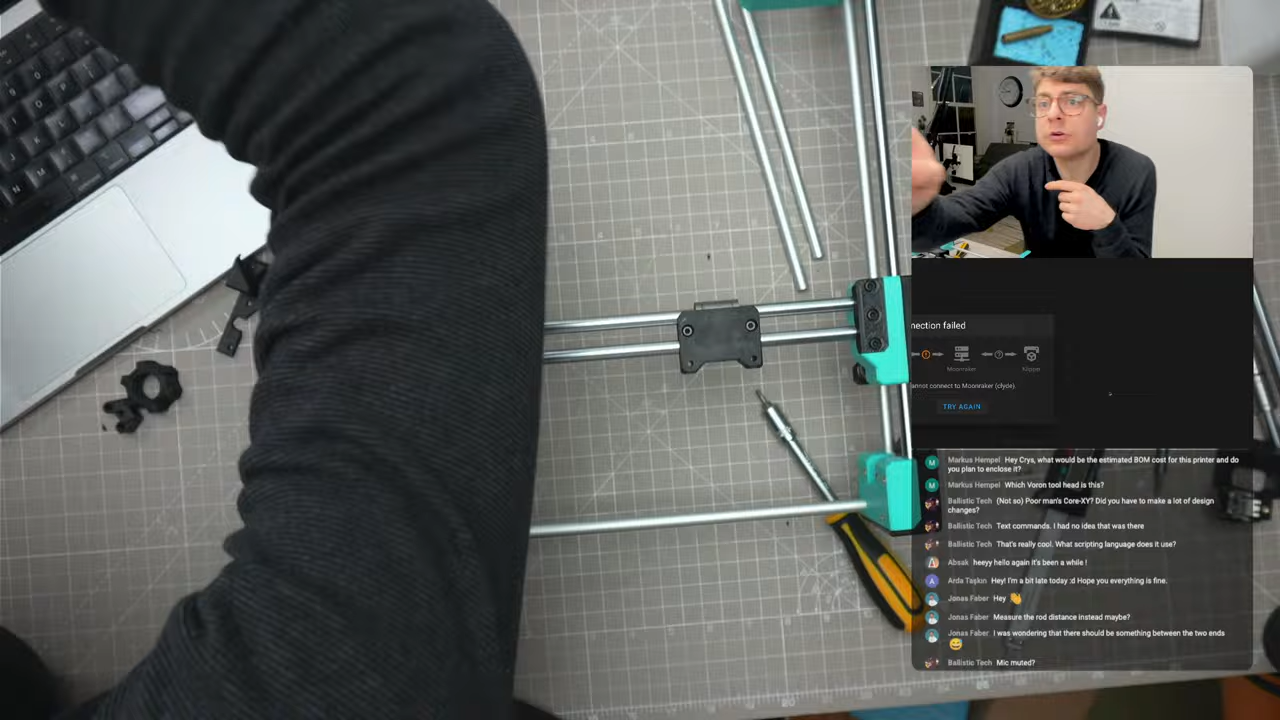 nection failed
Moonraker
Klipper
annot connect to Moonraker (clyde).
TRY AGAIN
M Markus Hempel Hey Crys, what would be the estimated BOM cost for this printer and do
you plan to enclose it?
M Markus Hempel Which Voron tool head is this?
Ballistic Tech (Not so) Poor man's Core-XY? Did you have to make a lot of design
changes?
Ballistic Tech Text commands. I had no idea that was there
Ballistic Tech That's really cool. What scripting language does it use?
Absak heeyy hello again it's been a while !
A Arda Taşkın Hey! I'm a bit late today :d Hope you everything is fine.
Jonas Faber Hey 👋
Jonas Faber Measure the rod distance instead maybe?
Jonas Faber I was wondering that there should be something between the two ends
😅
Ballistic Tech Mic muted?